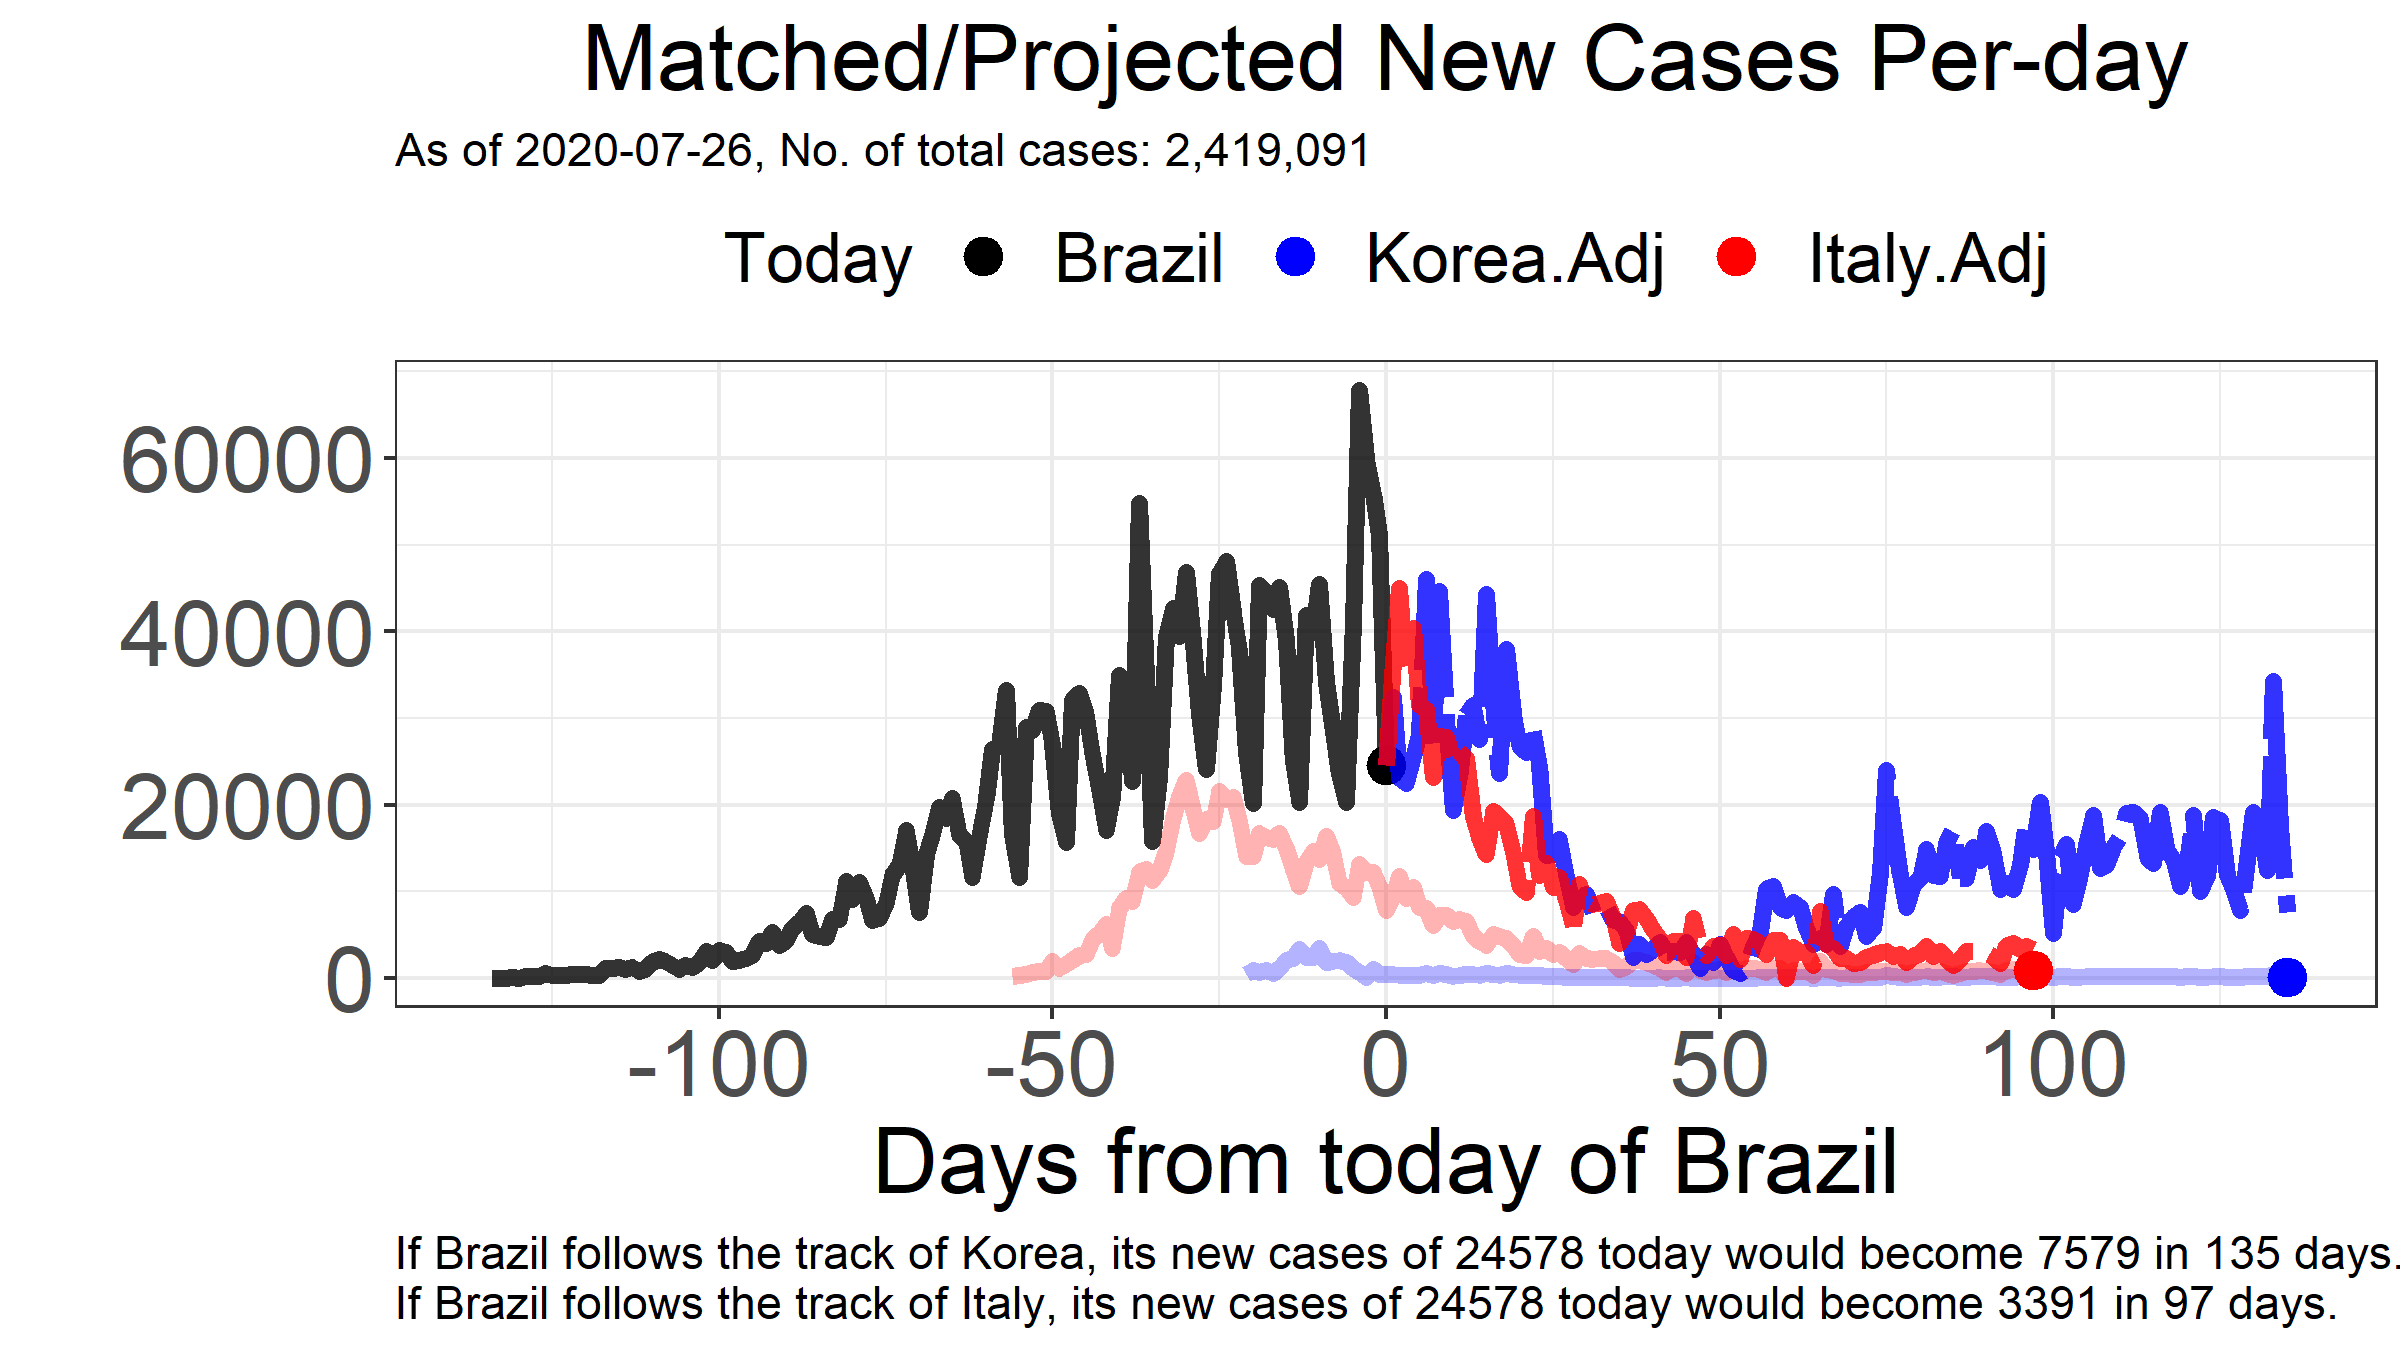 Matched/Projected New Cases Per-day
As of 2020-07-26, No. of total cases: 2,419,091
Today Brazil Korea.Adj Italy.Adj
60000
40000
20000
0
-100 -50 0 50 100
Days from today of Brazil
If Brazil follows the track of Korea, its new cases of 24578 today would become 7579 in 135 days.
If Brazil follows the track of Italy, its new cases of 24578 today would become 3391 in 97 days.